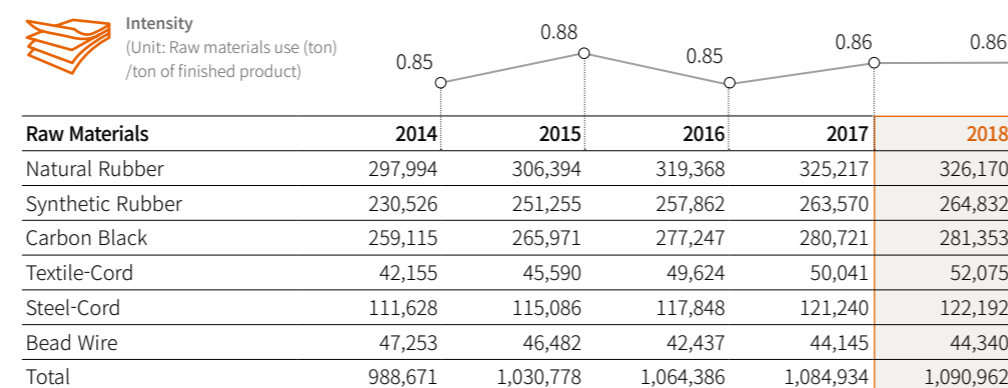 Intensity
(Unit: Raw materials use (ton)
/ton of finished product)
0.85 0.88 0.85 0.86 0.86
Raw Materials 2014 2015 2016 2017 2018
Natural Rubber 297,994 306,394 319,368 325,217 326,170
Synthetic Rubber 230,526 251,255 257,862 263,570 264,832
Carbon Black 259,115 265,971 277,247 280,721 281,353
Textile-Cord 42,155 45,590 49,624 50,041 52,075
Steel-Cord 111,628 115,086 117,848 121,240 122,192
Bead Wire 47,253 46,482 42,437 44,145 44,340
Total 988,671 1,030,778 1,064,386 1,084,934 1,090,962